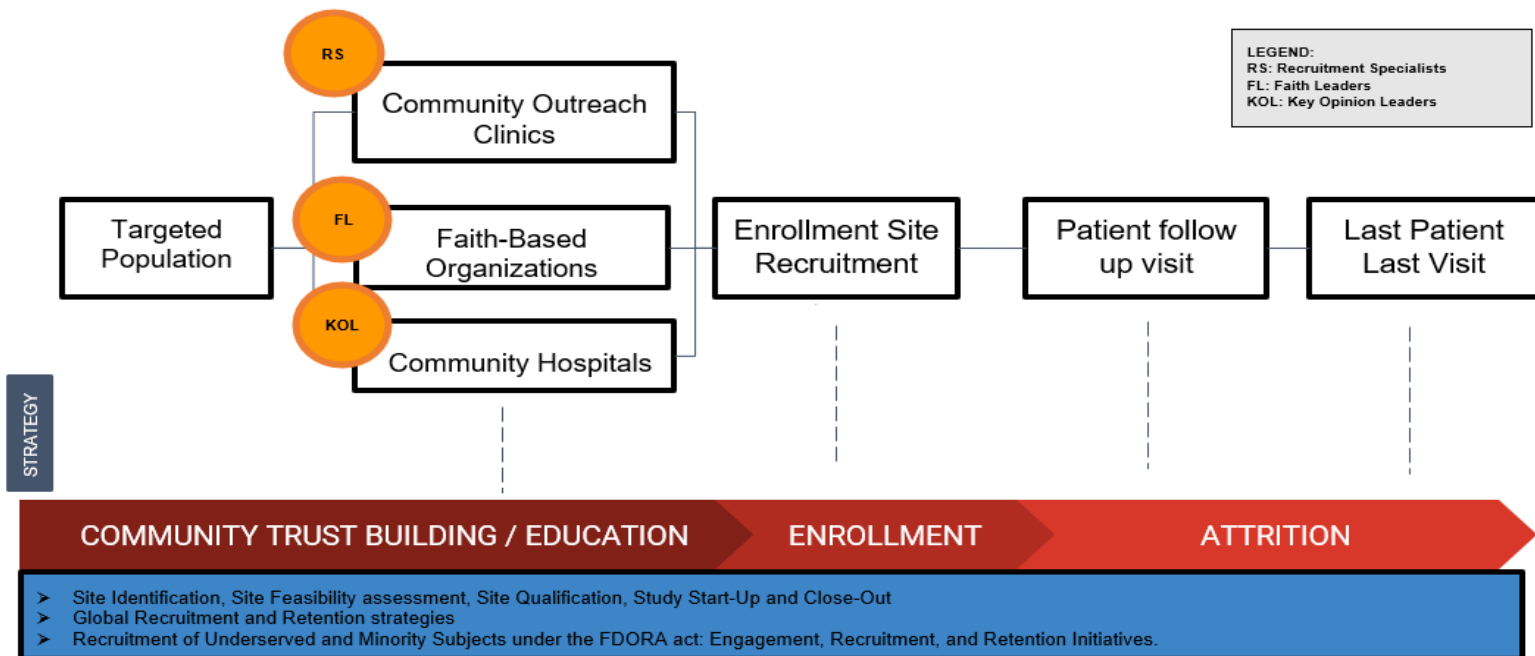 RS
LEGEND:
RS: Recruitment Specialists
FL: Faith Leaders
KOL: Key Opinion Leaders
Community Outreach
Clinics
Targeted
Population
FL
Faith-Based
Organizations
Enrollment Site
Recruitment
Patient follow
up visit
Last Patient
Last Visit
KOL
Community Hospitals
STRATEGY
COMMUNITY TRUST BUILDING / EDUCATION
ENROLLMENT
ATTRITION
➢ Site Identification, Site Feasibility assessment, Site Qualification, Study Start-Up and Close-Out
➢ Global Recruitment and Retention strategies
➢ Recruitment of Underserved and Minority Subjects under the FDORA act: Engagement, Recruitment, and Retention Initiatives.